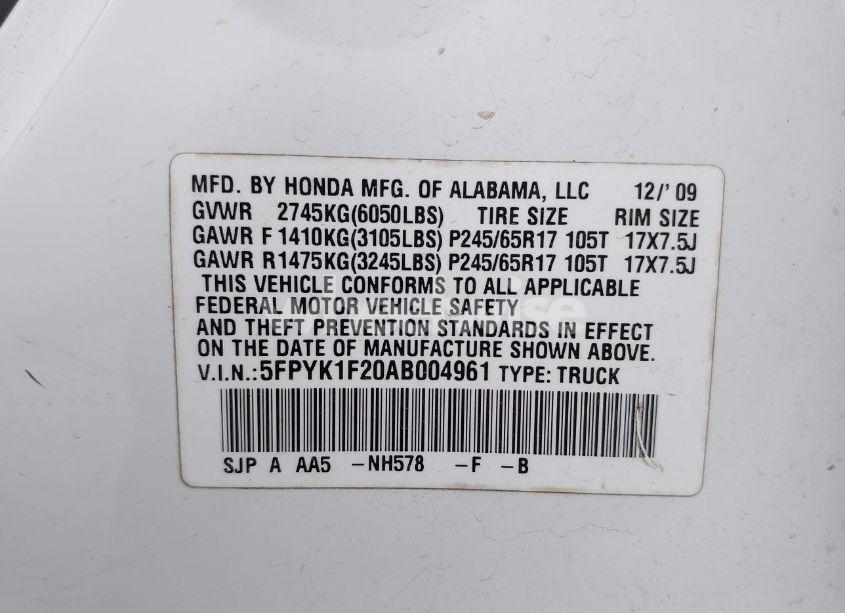 MFD. BY HONDA MFG. OF ALABAMA, LLC 12/'09
GVWR 2745KG(6050LBS) TIRE SIZE RIM SIZE
GAWR F 1410KG(3105LBS) P245/65R17 105T 17X7.5J
GAWR R 1475KG(3245LBS) P245/65R17 105T 17X7.5J
THIS VEHICLE CONFORMS TO ALL APPLICABLE
FEDERAL MOTOR VEHICLE SAFETY
AND THEFT PREVENTION STANDARDS IN EFFECT
ON THE DATE OF MANUFACTURE SHOWN ABOVE.
V.I.N.:5FPYK1F20AB004961 TYPE: TRUCK
SJP A AA5 -NH578 -F -B